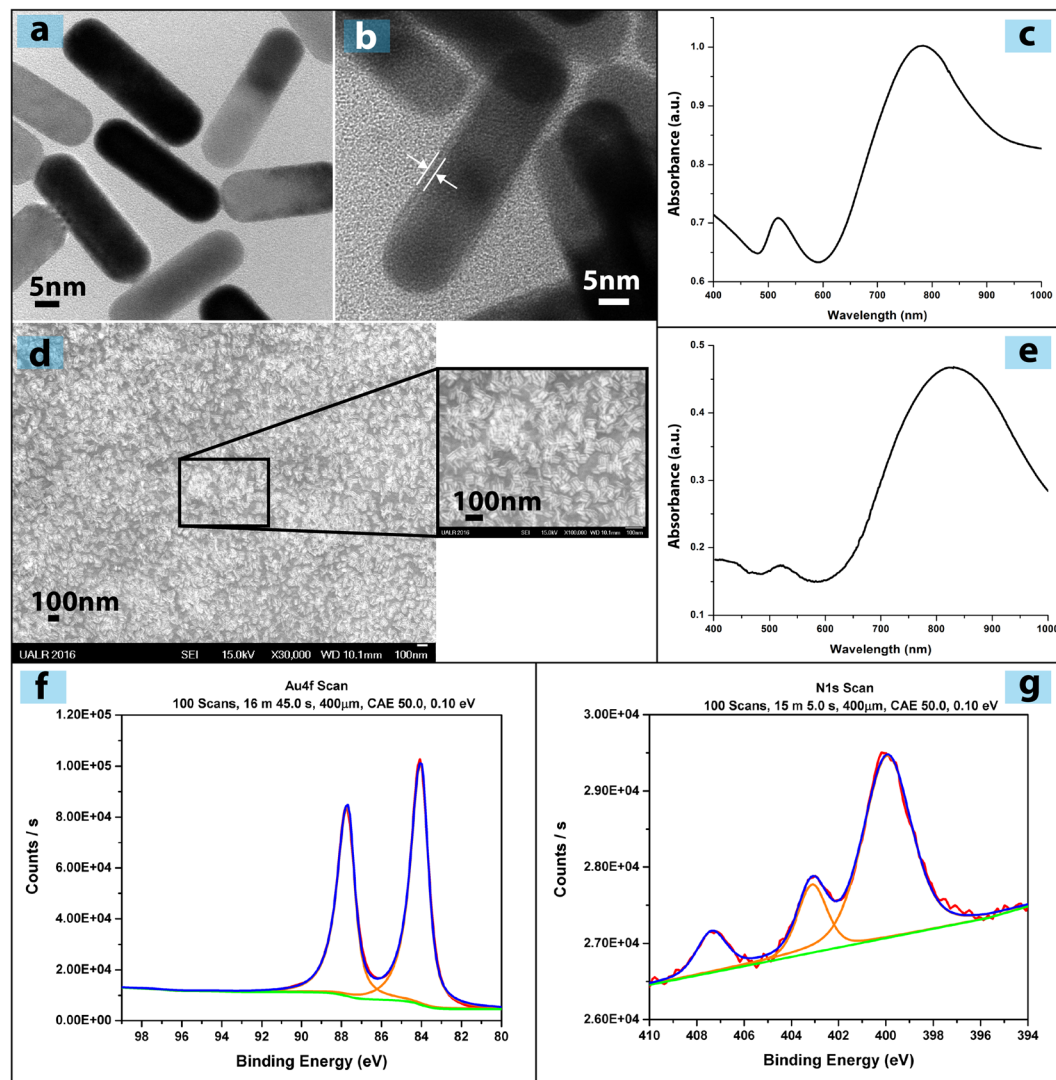 a
5nm
b
5nm
c
Absorbance (a.u.)
1.0
0.9
0.8
0.7
0.6
400 500 600 700 800 900 1000
Wavelength (nm)
d
100nm
UALR 2016 SEI 15.0kV X30,000 WD 10.1mm 100nm
100nm
UALR 2016 SEI 15.0kV X100,000 WD 10.1mm 100nm
e
Absorbance (a.u.)
0.5
0.4
0.3
0.2
0.1
400 500 600 700 800 900 1000
Wavelength (nm)
f
Au4f Scan
100 Scans, 16 m 45.0 s, 400μm, CAE 50.0, 0.10 eV
Counts / s
1.20E+05
1.00E+05
8.00E+04
6.00E+04
4.00E+04
2.00E+04
0.00E+00
98 96 94 92 90 88 86 84 82 80
Binding Energy (eV)
g
N1s Scan
100 Scans, 15 m 5.0 s, 400μm, CAE 50.0, 0.10 eV
Counts / s
3.00E+04
2.90E+04
2.80E+04
2.70E+04
2.60E+04
410 408 406 404 402 400 398 396 394
Binding Energy (eV)